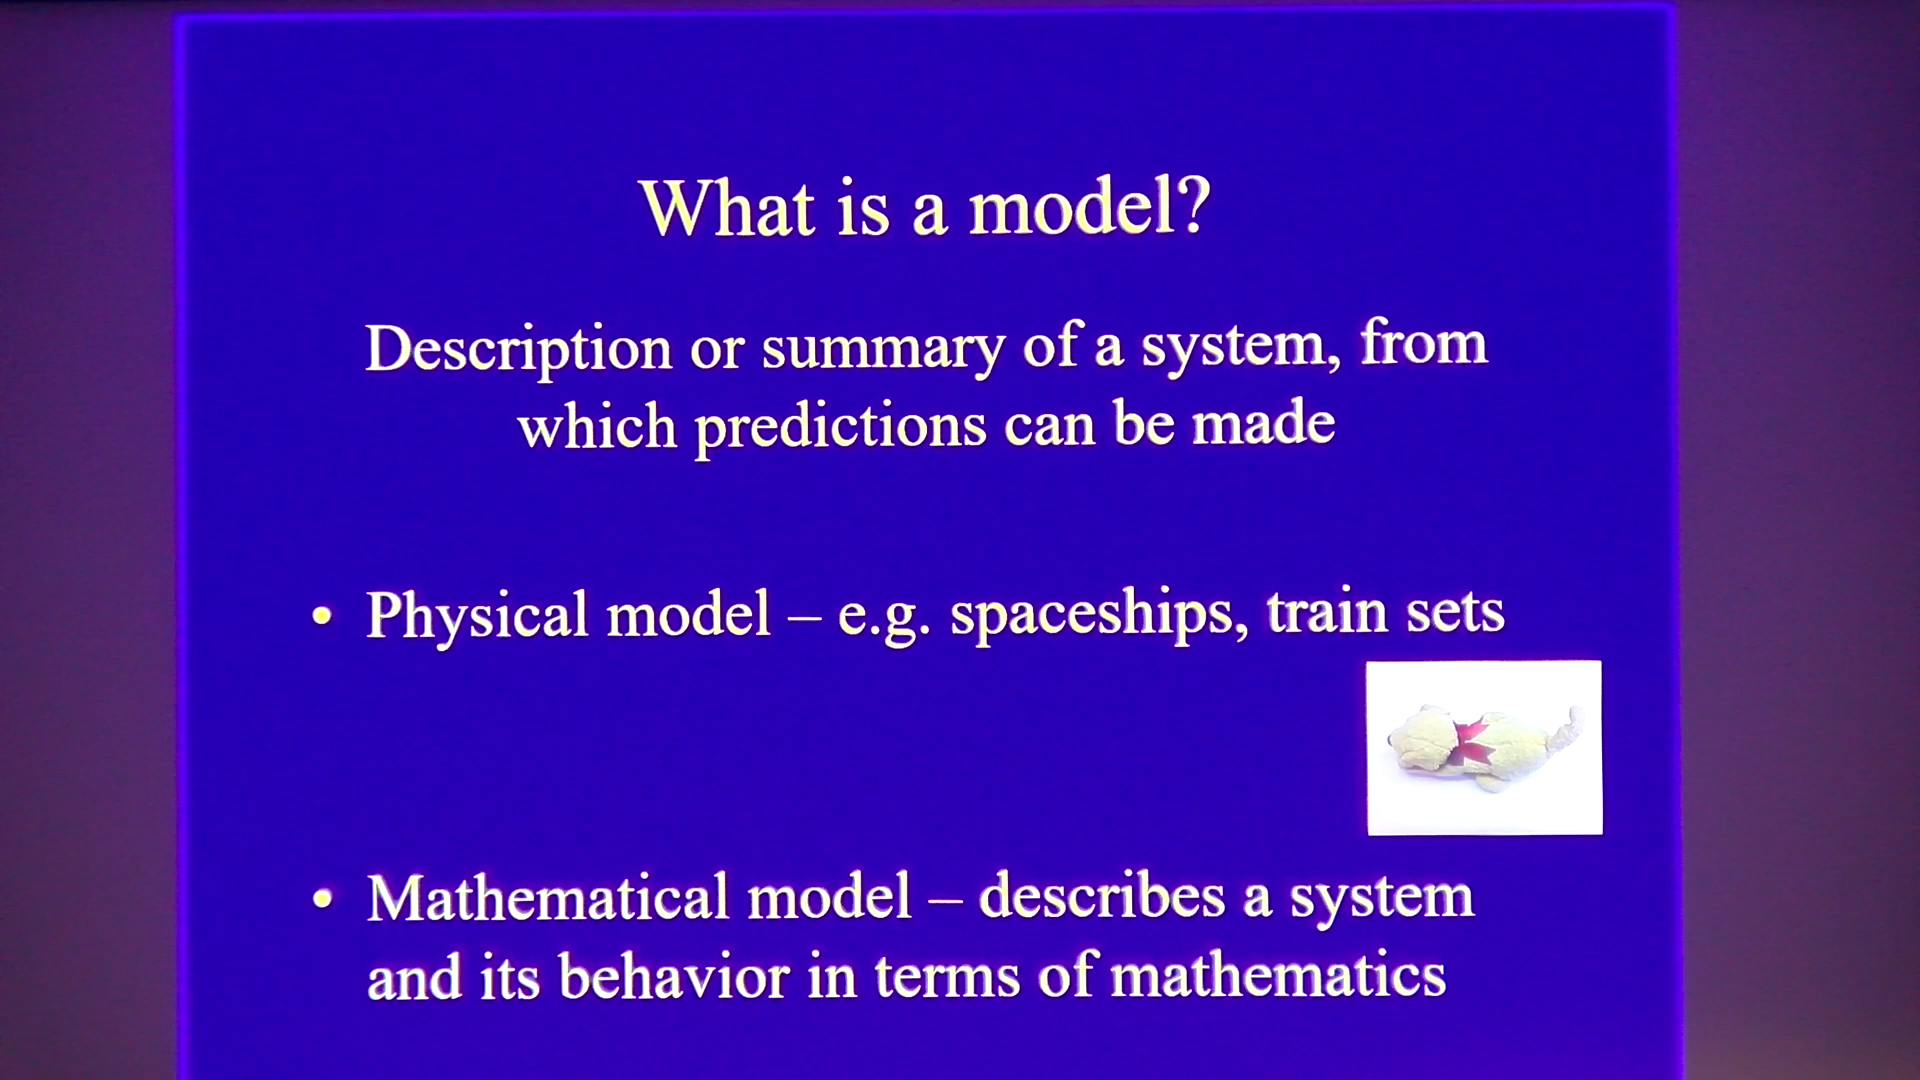 What is a model?
Description or summary of a system, from
which predictions can be made
• Physical model – e.g. spaceships, train sets
• Mathematical model – describes a system
and its behavior in terms of mathematics